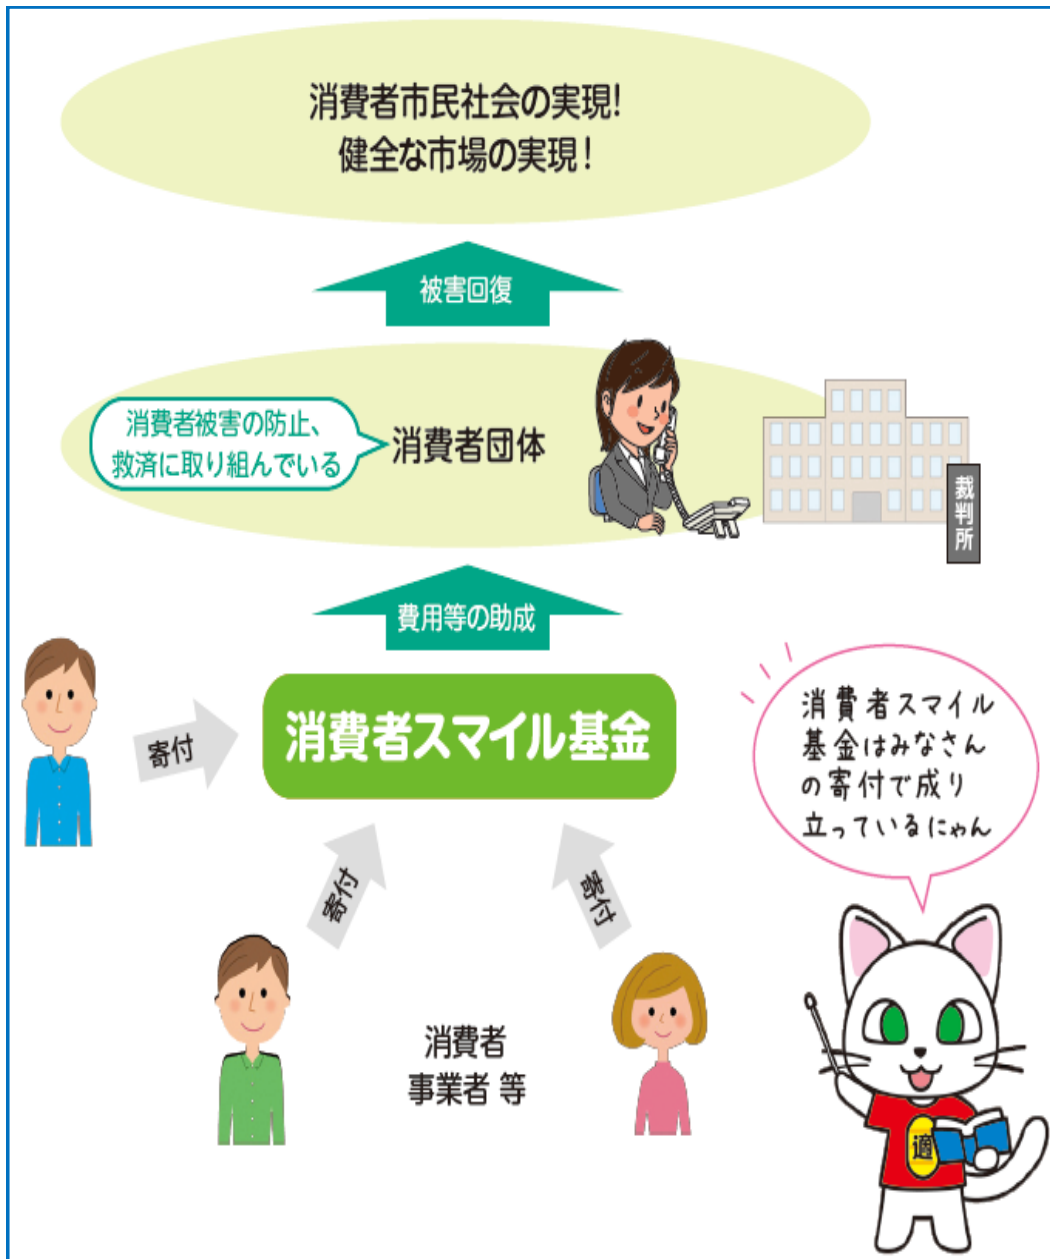 消費者市民社会の実現!
健全な市場の実現!
被害回復
消費者被害の防止、
救済に取り組んでいる
消費者団体
裁判所
費用等の助成
消費者スマイル基金
寄付
寄付
寄付
消費者
事業者 等
消費者スマイル
基金はみなさん
の寄付で成り
立っているにゃん
適